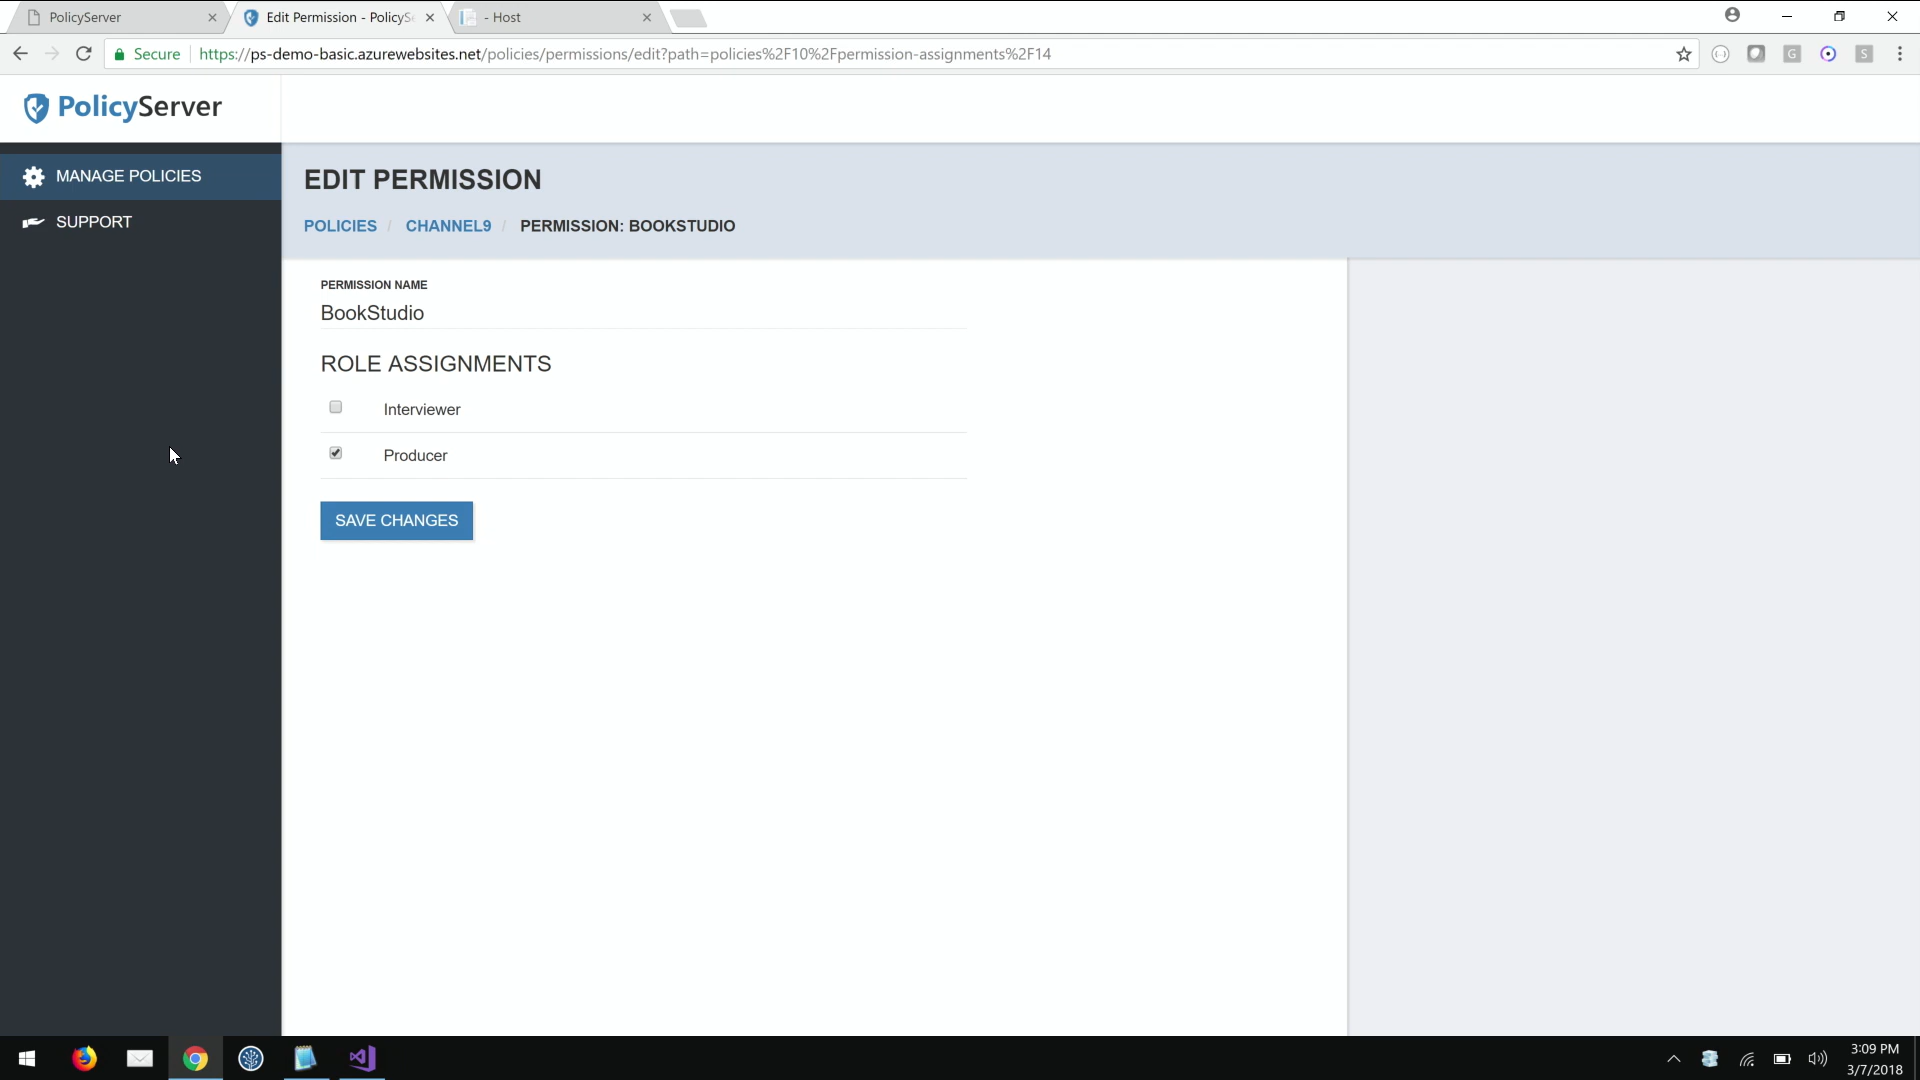 PolicyServer
Edit Permission - PolicySe
- Host
Secure
https://ps-demo-basic.azurewebsites.net/policies/permissions/edit?path=policies%2F10%2Fpermission-assignments%2F14
G
S
PolicyServer
MANAGE POLICIES
SUPPORT
EDIT PERMISSION
POLICIES / CHANNEL9 / PERMISSION: BOOKSTUDIO
PERMISSION NAME
BookStudio
ROLE ASSIGNMENTS
Interviewer
Producer
SAVE CHANGES
3:09 PM
3/7/2018